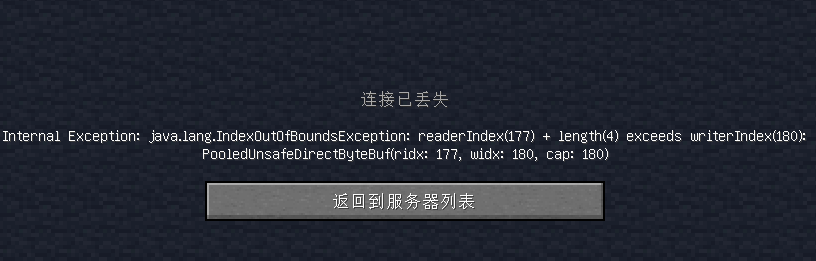 连接已丢失
Internal Exception: java.lang.IndexOutOfBoundsException: readerIndex(177) + length(4) exceeds writerIndex(180):
PooledUnsafeDirectByteBuf(ridx: 177, widx: 180, cap: 180)
返回到服务器列表